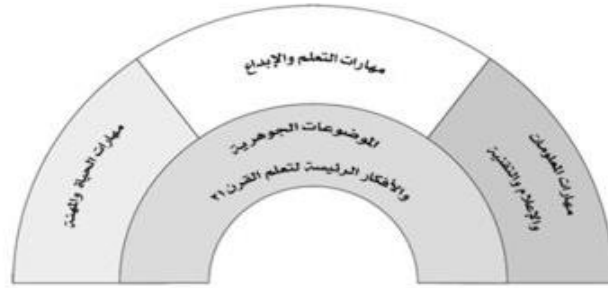 مهارات التعلم والإبداع
مهارات المعلومات
والإعلام والتقنية
مهارات الحياة والمهنة
الموضوعات الجوهرية
والأفكار الرئيسة لتعلم القرن ٢١